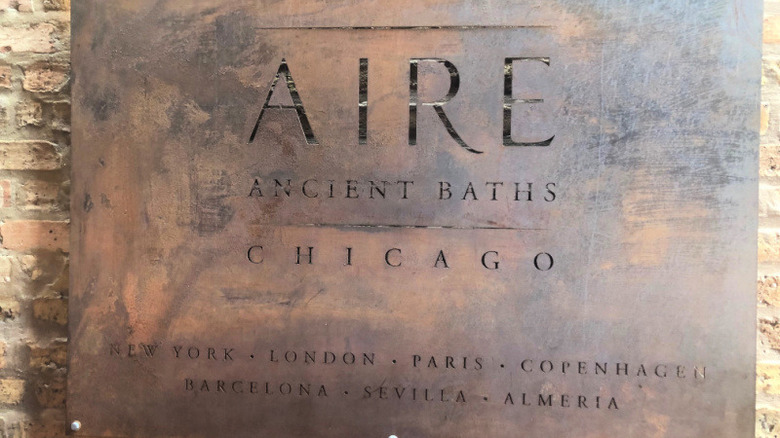 AIRE
ANCIENT BATHS
CHICAGO
NEW YORK · LONDON · PARIS · COPENHAGEN
BARCELONA · SEVILLA · ALMERIA